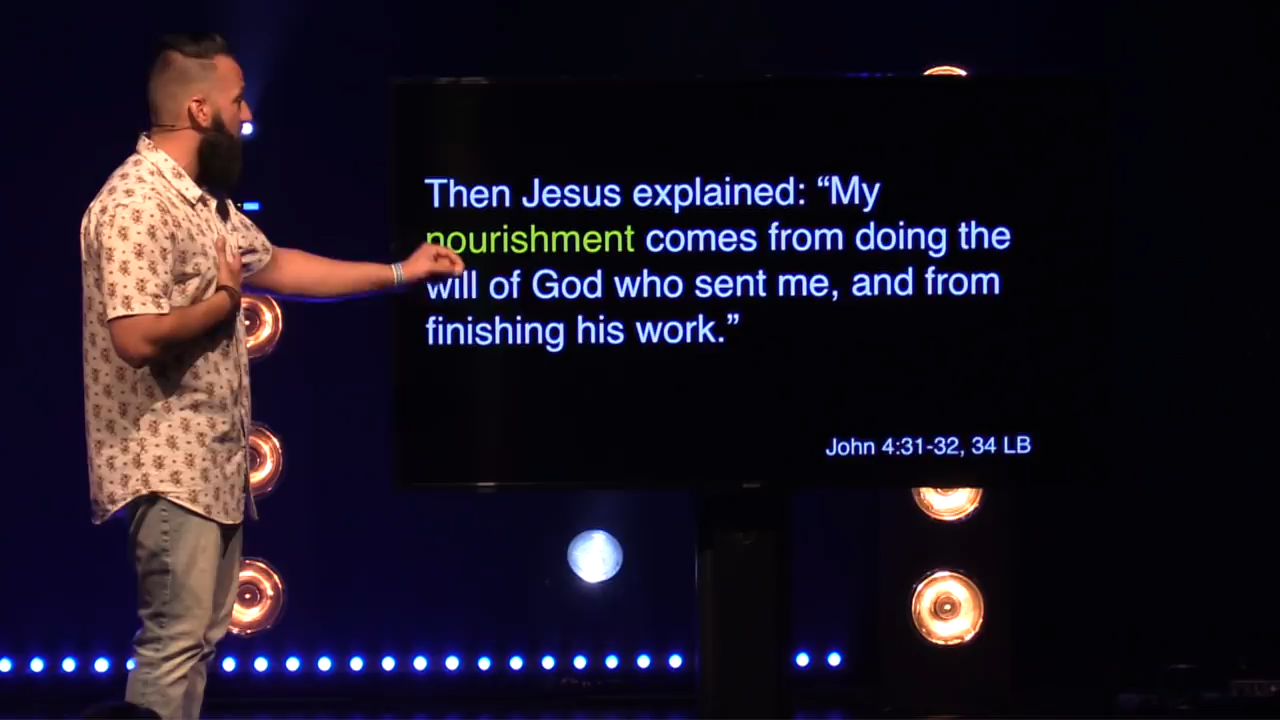 Then Jesus explained: “My
nourishment comes from doing the
will of God who sent me, and from
finishing his work.”
John 4:31-32, 34 LB